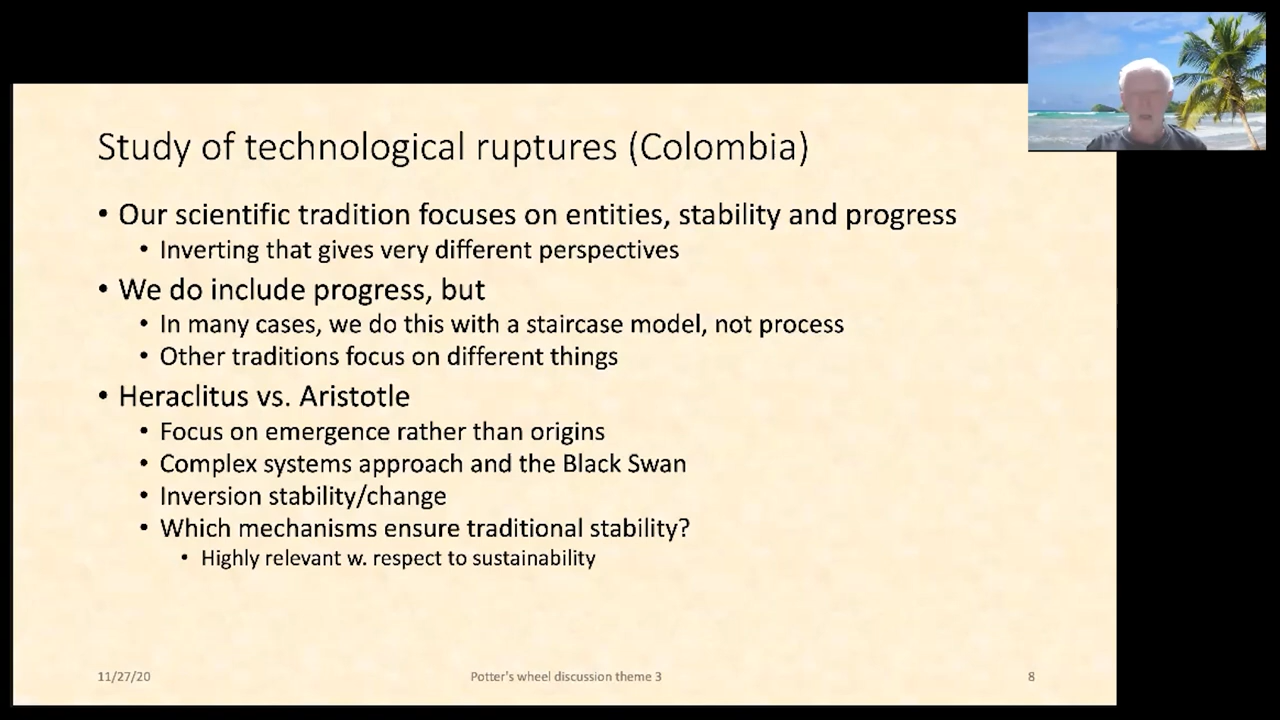 Study of technological ruptures (Colombia)
• Our scientific tradition focuses on entities, stability and progress
• Inverting that gives very different perspectives
• We do include progress, but
• In many cases, we do this with a staircase model, not process
• Other traditions focus on different things
• Heraclitus vs. Aristotle
• Focus on emergence rather than origins
• Complex systems approach and the Black Swan
• Inversion stability/change
• Which mechanisms ensure traditional stability?
• Highly relevant w. respect to sustainability
11/27/20
Potter's wheel discussion theme 3
8